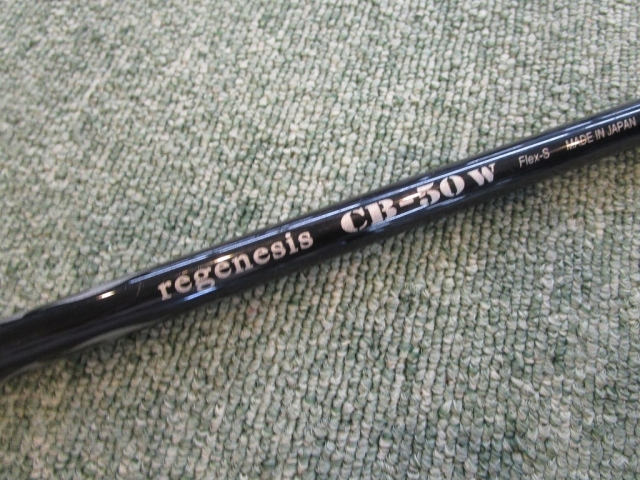 regenesis CB-50W Flex-S MADE IN JAPAN